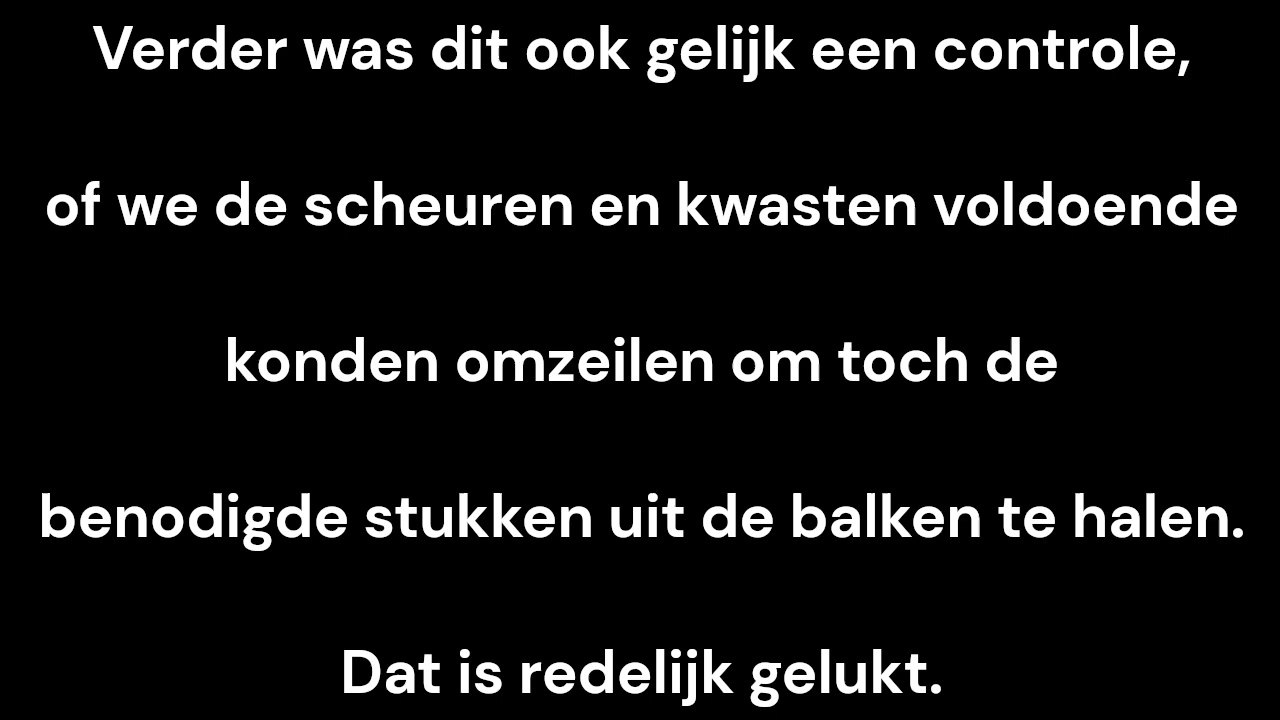 Verder was dit ook gelijk een controle,
of we de scheuren en kwasten voldoende
konden omzeilen om toch de
benodigde stukken uit de balken te halen.
Dat is redelijk gelukt.